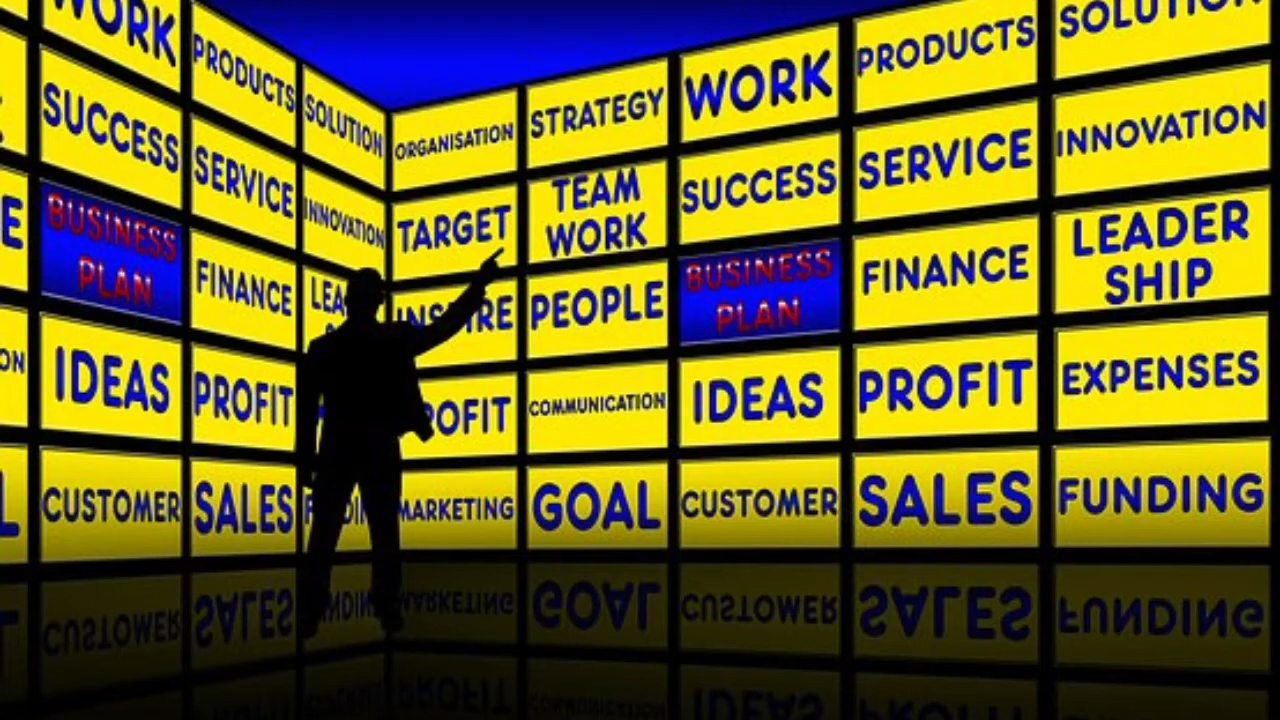 WORK
PRODUCTS
SOLUTION
SUCCESS
SERVICE
INNOVATION
BUSINESS
PLAN
FINANCE
IDEAS
PROFIT
CUSTOMER
SALES
ORGANISATION
STRATEGY
WORK
PRODUCTS
SOLUTION
TARGET
TEAM
WORK
SUCCESS
SERVICE
INNOVATION
PEOPLE
BUSINESS
PLAN
FINANCE
LEADER
SHIP
COMMUNICATION
IDEAS
PROFIT
EXPENSES
MARKETING
GOAL
CUSTOMER
SALES
FUNDING